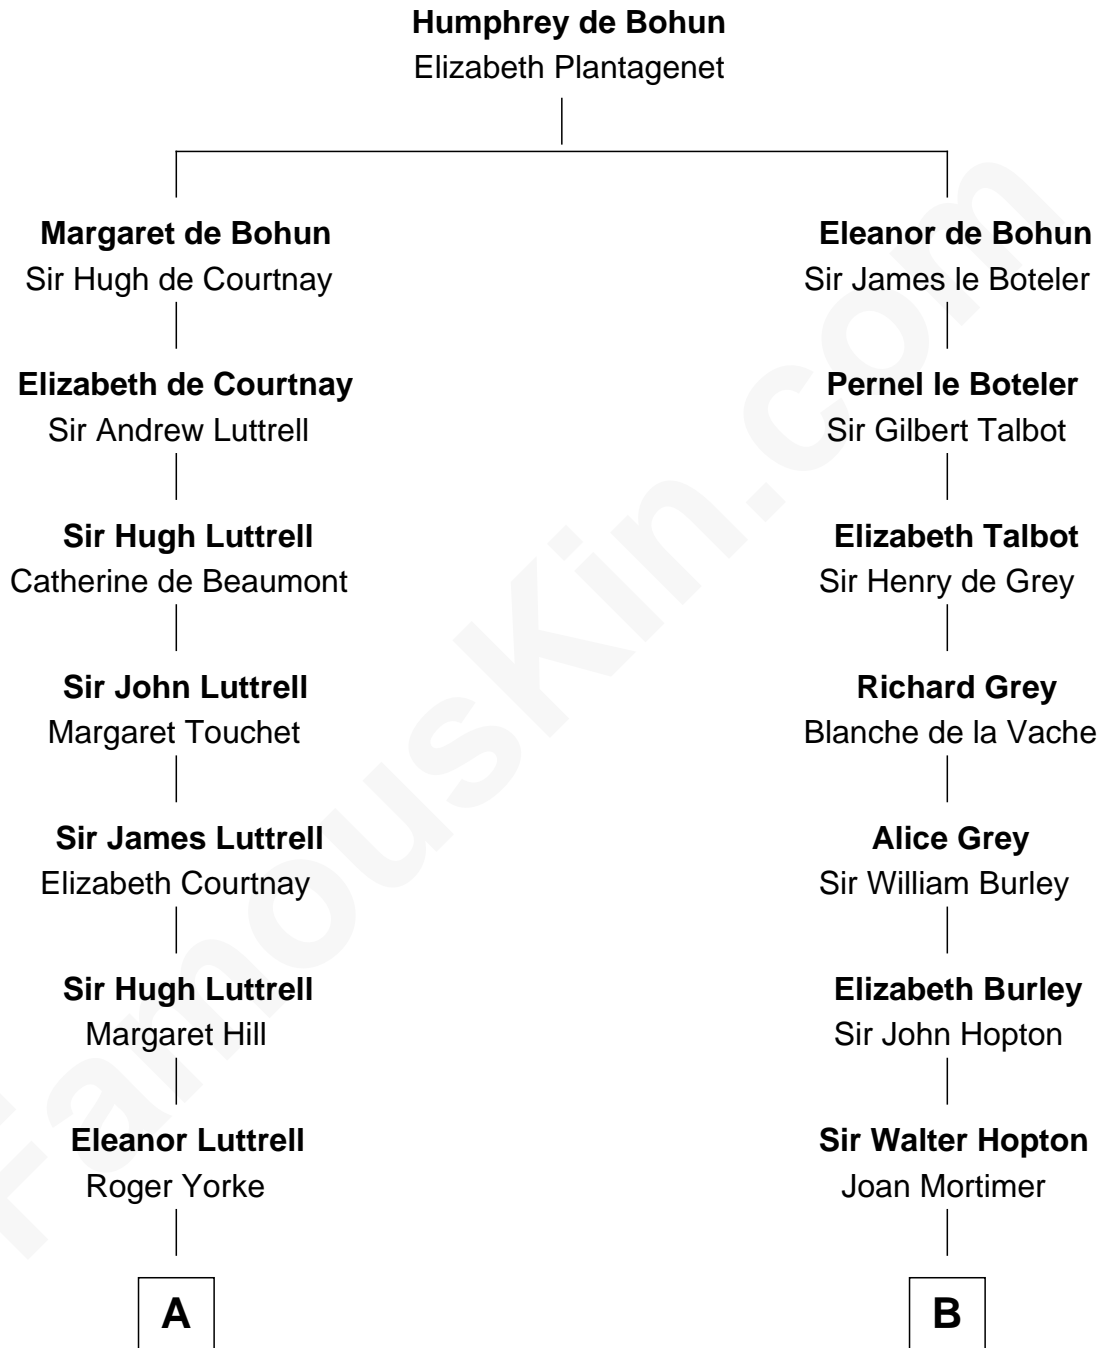 Humphrey de Bohun
Elizabeth Plantagenet
Margaret de Bohun
Sir Hugh de Courtnay
Eleanor de Bohun
Sir James le Boteler
Elizabeth de Courtnay
Sir Andrew Luttrell
Pernel le Boteler
Sir Gilbert Talbot
Sir Hugh Luttrell
Catherine de Beaumont
Elizabeth Talbot
Sir Henry de Grey
Sir John Luttrell
Margaret Touchet
Richard Grey
Blanche de la Vache
Sir James Luttrell
Elizabeth Courtnay
Alice Grey
Sir William Burley
Sir Hugh Luttrell
Margaret Hill
Elizabeth Burley
Sir John Hopton
Eleanor Luttrell
Roger Yorke
Sir Walter Hopton
Joan Mortimer
A
B
FamousKin.com